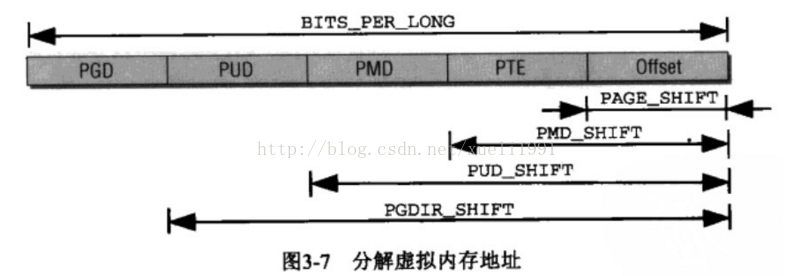 BITS_PER_LONG
PGD PUD PMD PTE Offset
PAGE_SHIFT
PMD_SHIFT
http://blog.csdn.net/xueli1991
PUD_SHIFT
PGDIR_SHIFT
图3-7 分解虚拟内存地址